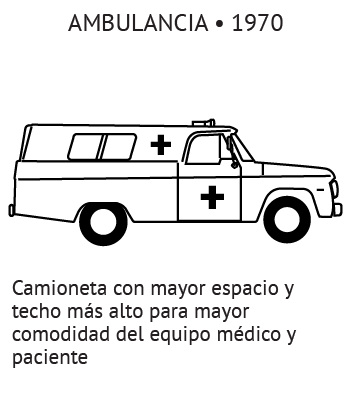 AMBULANCIA • 1970
Camioneta con mayor espacio y
techo más alto para mayor
comodidad del equipo médico y
paciente